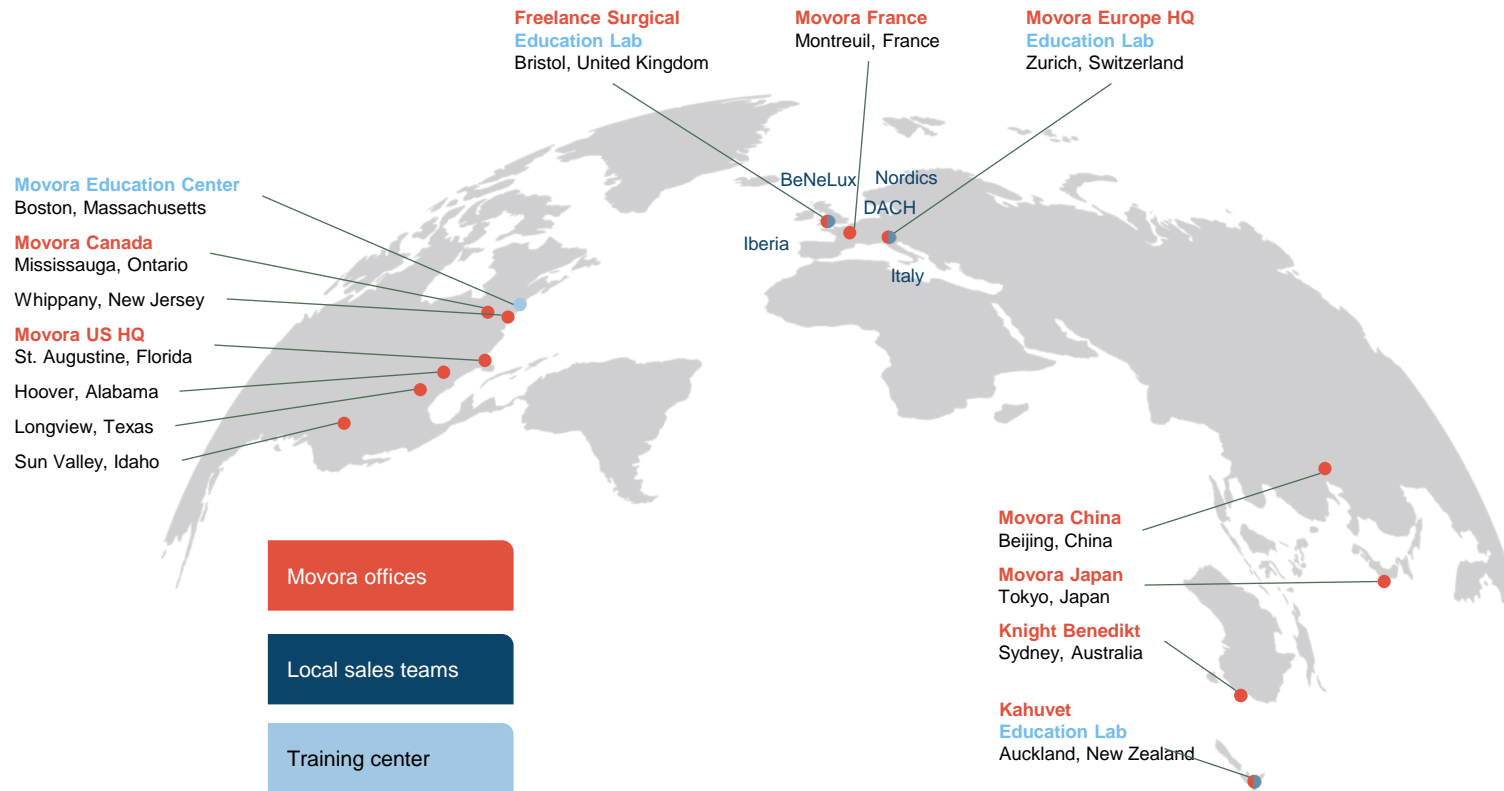 Freelance Surgical
Education Lab
Bristol, United Kingdom
Movora France
Montreuil, France
Movora Europe HQ
Education Lab
Zurich, Switzerland
Movora Education Center
Boston, Massachusetts
Movora Canada
Mississauga, Ontario
Whippany, New Jersey
Movora US HQ
St. Augustine, Florida
Hoover, Alabama
Longview, Texas
Sun Valley, Idaho
BeNeLux
Nordics
DACH
Iberia
Italy
Movora China
Beijing, China
Movora Japan
Tokyo, Japan
Knight Benedikt
Sydney, Australia
Kahuvet
Education Lab
Auckland, New Zealand
Movora offices
Local sales teams
Training center